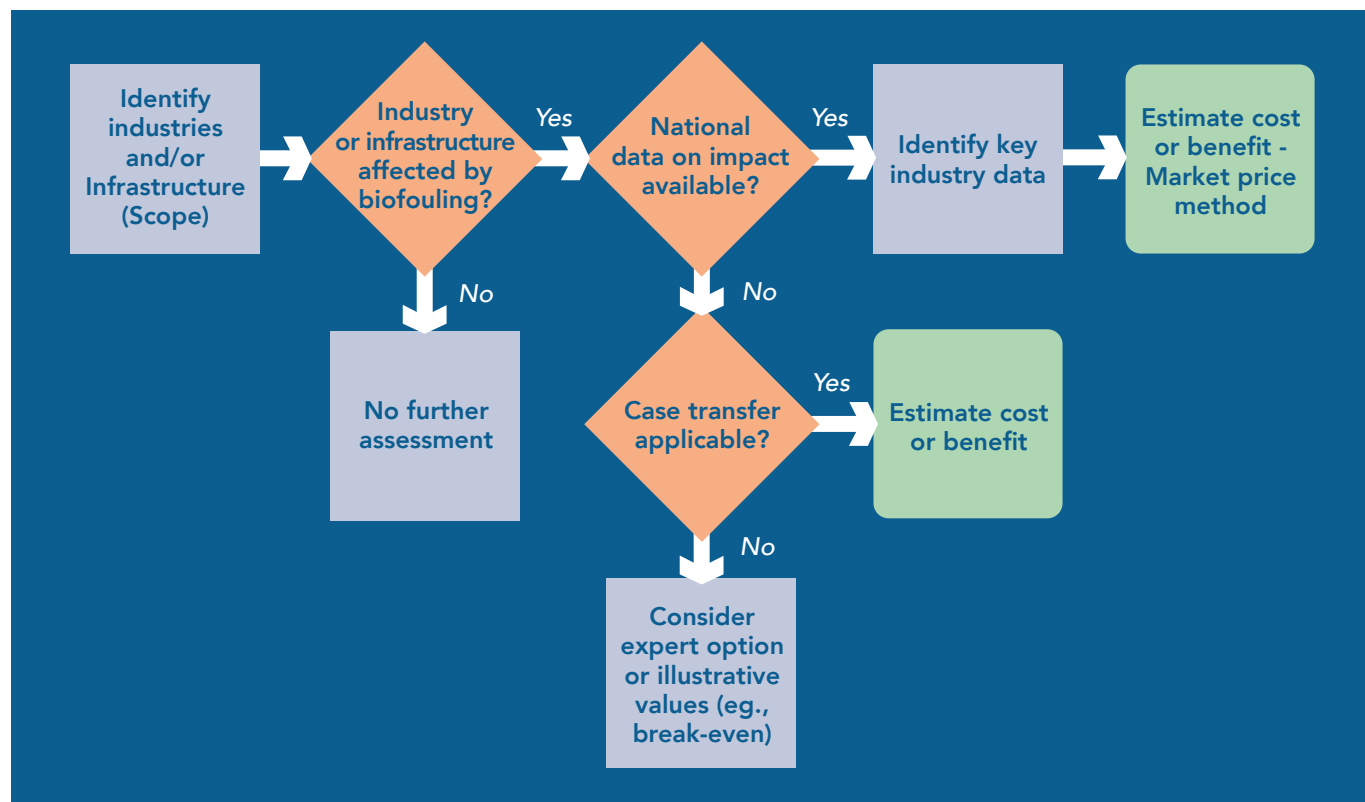 Identify
industries
and/or
Infrastructure
(Scope)
Industry
or infrastructure
affected by
biofouling?
Yes
National
data on impact
available?
Yes
Identify key
industry data
Estimate cost
or benefit -
Market price
method
No
No
No further
assessment
Case transfer
applicable?
Yes
Estimate cost
or benefit
No
Consider
expert option
or illustrative
values (eg.,
break-even)